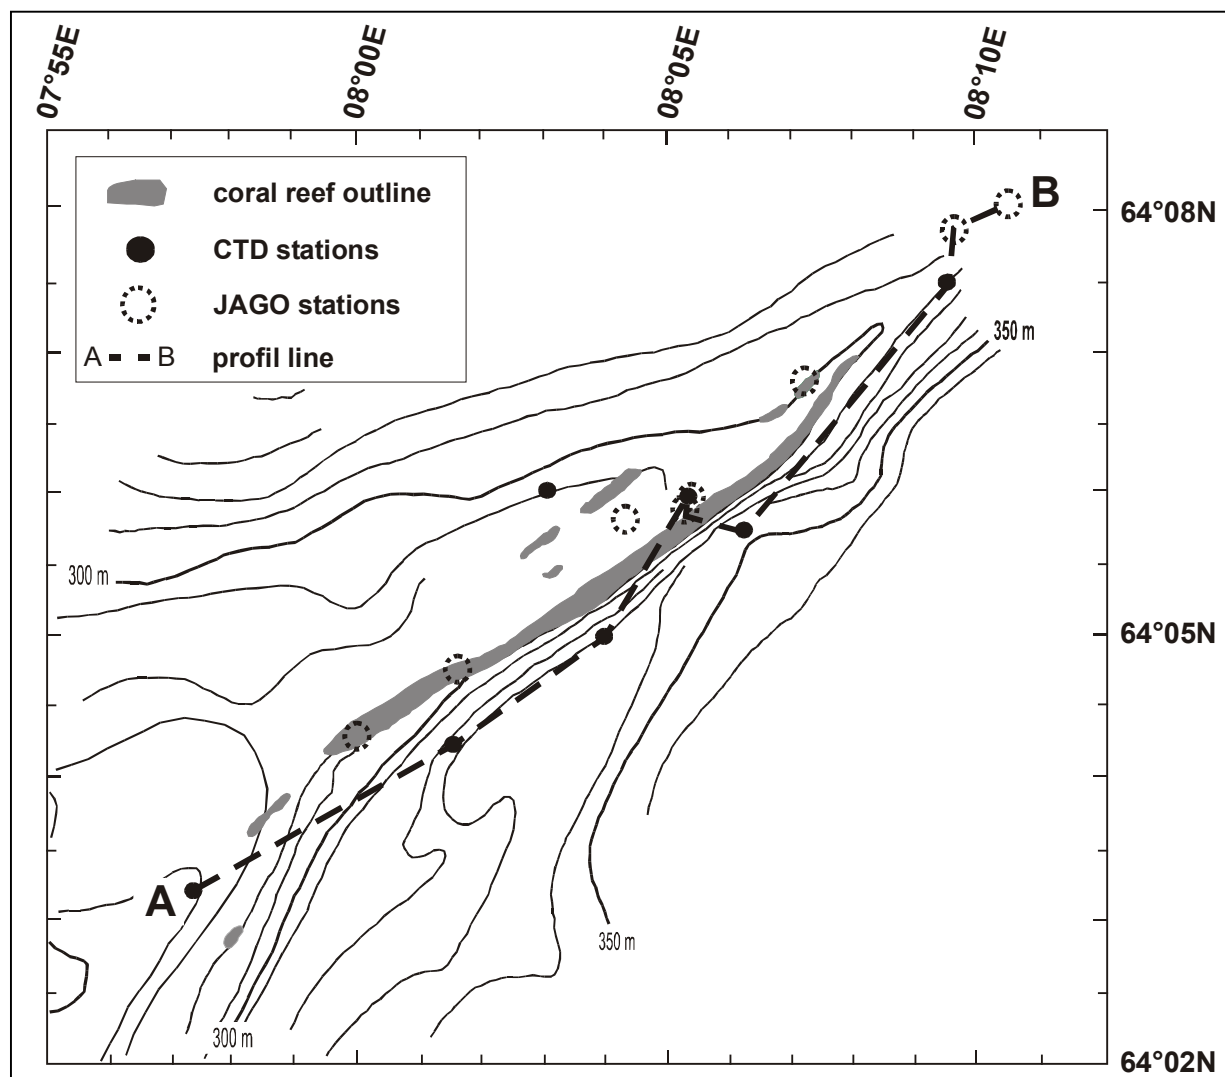 07°55E
08°00E
08°05E
08°10E
coral reef outline
CTD stations
JAGO stations
A B profil line
B
64°08N
350 m
300 m
64°05N
A
350 m
300 m
64°02N